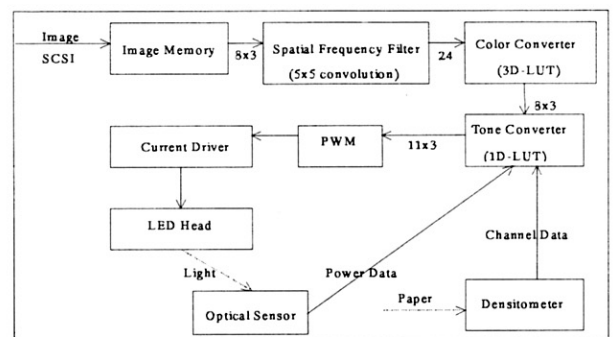 Image
SCSI
Image Memory
8x3
Spatial Frequency Filter
(5x5 convolution)
24
Color Converter
(3D-LUT)
8x3
Tone Converter
(1D-LUT)
11x3
PWM
Current Driver
LED Head
Light
Optical Sensor
Power Data
Channel Data
Paper
Densitometer